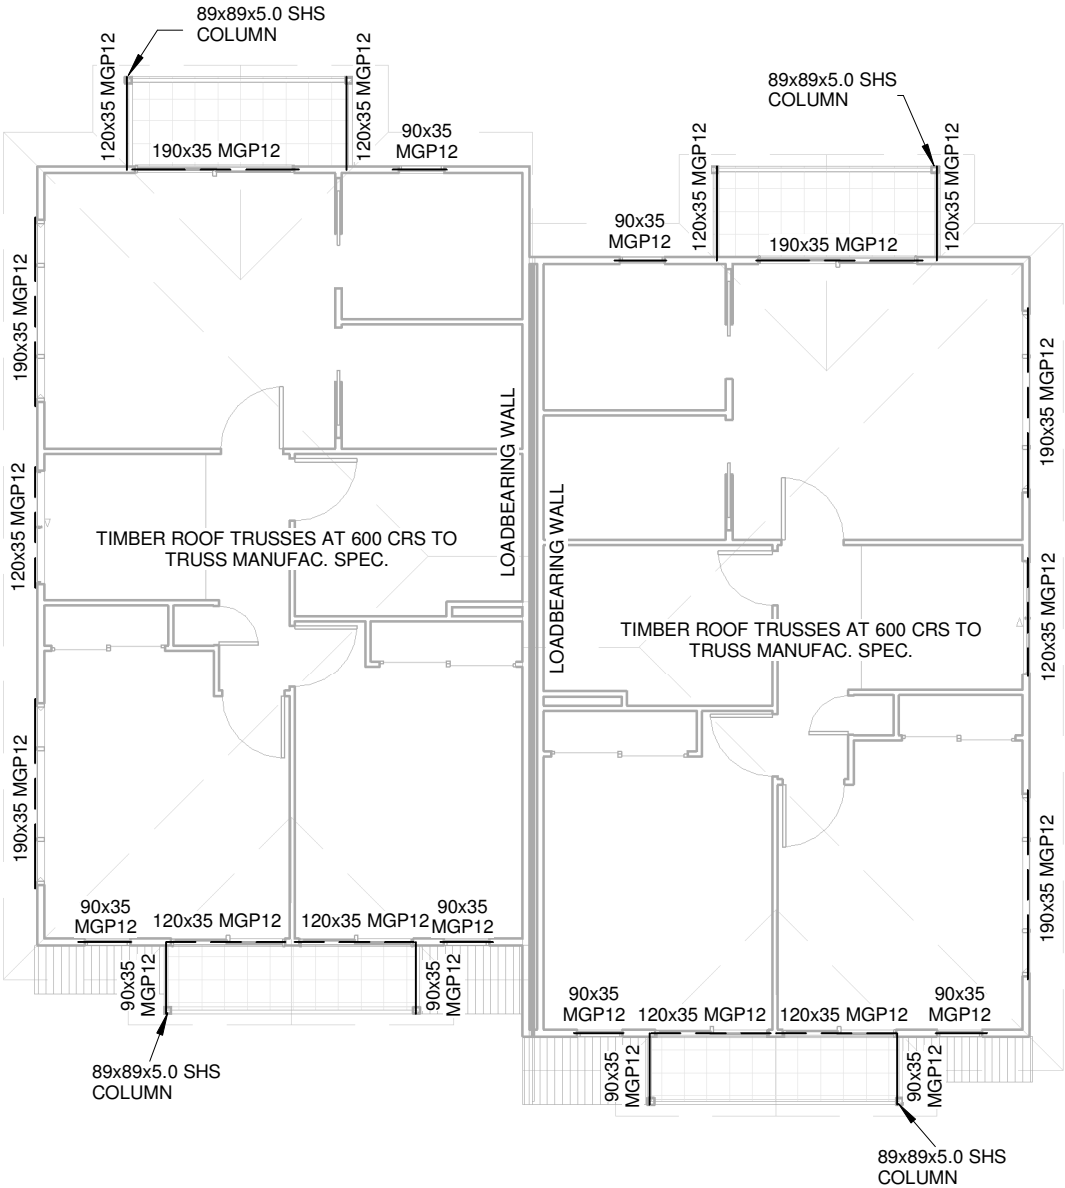 89x89x5.0 SHS
COLUMN
120x35 MGP12
120x35 MGP12
190x35 MGP12
90x35
MGP12
89x89x5.0 SHS
COLUMN
120x35 MGP12
120x35 MGP12
90x35
MGP12
190x35 MGP12
190x35 MGP12
190x35 MGP12
120x35 MGP12
LOADBEARING WALL
TIMBER ROOF TRUSSES AT 600 CRS TO
TRUSS MANUFAC. SPEC.
LOADBEARING WALL
120x35 MGP12
TIMBER ROOF TRUSSES AT 600 CRS TO
TRUSS MANUFAC. SPEC.
190x35 MGP12
190x35 MGP12
90x35
MGP12
120x35 MGP12
120x35 MGP12
90x35
MGP12
90x35
MGP12
90x35
MGP12
90x35
MGP12
120x35 MGP12
120x35 MGP12
90x35
MGP12
90x35
MGP12
90x35
MGP12
89x89x5.0 SHS
COLUMN
89x89x5.0 SHS
COLUMN